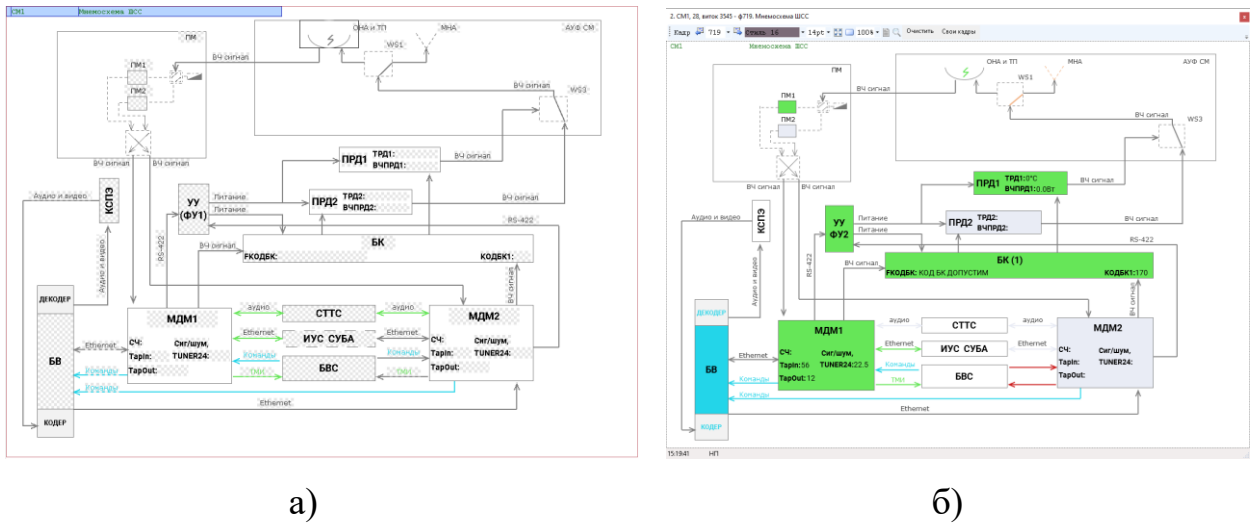 СМ1 Мнемосхема ШСС
ПМ
ОНА и ТП
МНА
АУФ СМ
WS1
ВЧ сигнал
ПМ1
ПМ2
ВЧ сигнал
WS3
ВЧ сигнал
ВЧ сигнал
ПРД1 ТРД1:
ВЧПРД1:
ВЧ сигнал
Аудио и видео
КСПЭ
УУ
(ФУ1)
Питание
Питание
ПРД2 ТРД2:
ВЧПРД2:
ВЧ сигнал
RS-422
RS-422
ВЧ сигнал
БК
FКОДБК:
КОДБК1:
Аудио и видео
ВЧ сигнал
ДЕКОДЕР
БВ
КОДЕР
МДМ1
СЧ:
Сиг/шум,
TapIn:
TUNER24:
TapOut:
аудио
СТТС
аудио
Ethernet
ИУС СУБА
Ethernet
Команды
БВС
Команды
ТМИ
ТМИ
МДМ2
СЧ:
Сиг/шум,
TapIn:
TUNER24:
TapOut:
Ethernet
Команды
Команды
Ethernet
а)
2. СМ1, 28, виток 3545 - ф719. Мнемосхема ШСС
Кадр 719 Стиль 16 14pt 100% Очистить Свои кадры
СМ1 Мнемосхема ШСС
ПМ
ОНА и ТП
МНА
АУФ СМ
WS1
ВЧ сигнал
ПМ1
ПМ2
ВЧ сигнал
WS3
ВЧ сигнал
ВЧ сигнал
ПРД1 ТРД1:0°C
ВЧПРД1:0.0Вт
ВЧ сигнал
Аудио и видео
КСПЭ
УУ
ФУ2
Питание
Питание
ПРД2 ТРД2:
ВЧПРД2:
ВЧ сигнал
RS-422
RS-422
ВЧ сигнал
БК (1)
FКОДБК: КОД БК ДОПУСТИМ
КОДБК1:170
Аудио и видео
ВЧ сигнал
ДЕКОДЕР
БВ
КОДЕР
МДМ1
СЧ:
Сиг/шум,
TapIn:56
TUNER24:22.5
TapOut:12
аудио
СТТС
аудио
Ethernet
ИУС СУБА
Ethernet
Команды
БВС
ТМИ
МДМ2
СЧ:
Сиг/шум,
TapIn:
TUNER24:
TapOut:
Ethernet
Команды
Команды
Ethernet
15:19:41 НП
б)